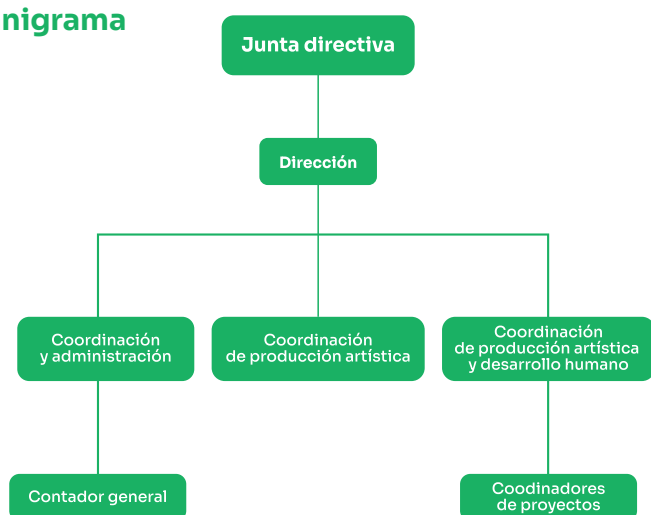 nigrama
Junta directiva
Dirección
Coordinación
y administración
Coordinación
de producción artística
Coordinación
de producción artística
y desarrollo humano
Contador general
Coodinadores
de proyectos